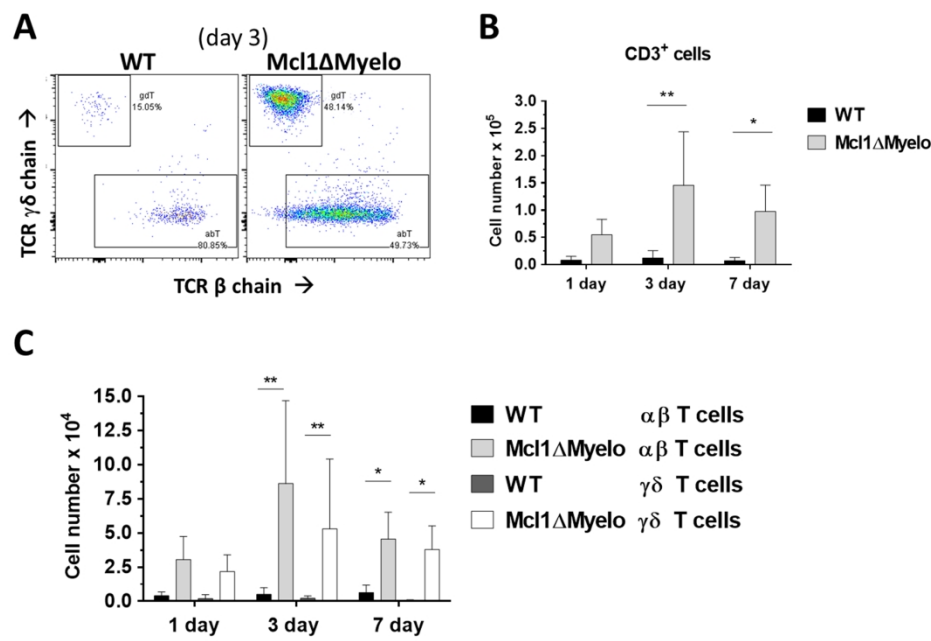 A
(day 3)
WT
Mcl1ΔMyelo
gdT
15.05%
abT
80.85%
gdT
48.14%
abT
49.73%
TCR γδ chain →
TCR β chain →
B
CD3+ cells
Cell number x 10^5
3.0
2.5
2.0
1.5
1.0
0.5
0.0
**
*
1 day
3 day
7 day
WT
Mcl1ΔMyelo
C
Cell number x 10^4
15.0
12.5
10.0
7.5
5.0
2.5
0.0
**
**
*
*
1 day
3 day
7 day
WT αβ T cells
Mcl1ΔMyelo αβ T cells
WT γδ T cells
Mcl1ΔMyelo γδ T cells